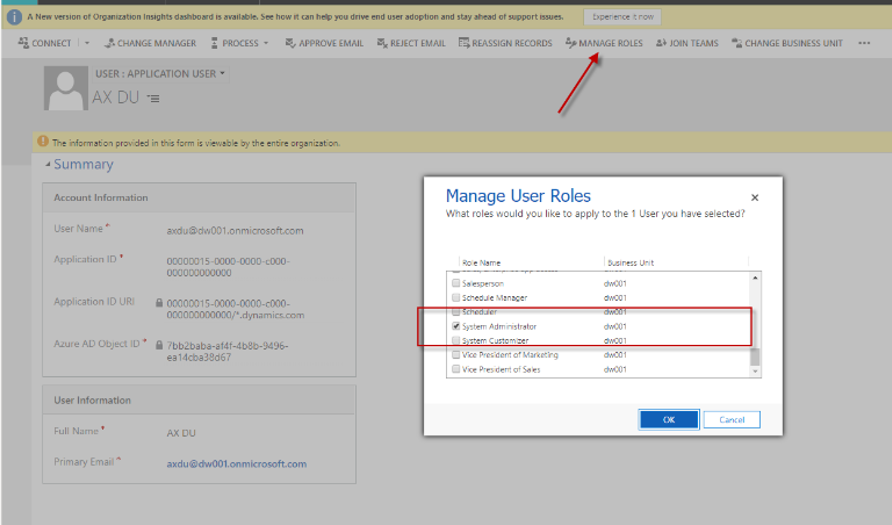 A New version of Organization Insights dashboard is available. See how it can help you drive end user adoption and stay ahead of support issues.
Experience it now
CONNECT
CHANGE MANAGER
PROCESS
APPROVE EMAIL
REJECT EMAIL
REASSIGN RECORDS
MANAGE ROLES
JOIN TEAMS
CHANGE BUSINESS UNIT
USER : APPLICATION USER
AX DU
The information provided in this form is viewable by the entire organization.
Summary
Account Information
User Name *
axdu@dw001.onmicrosoft.com
Application ID *
00000015-0000-0000-c000-
000000000000
Application ID URI
00000015-0000-0000-c000-
000000000000/*.dynamics.com
Azure AD Object ID *
7bb2baba-af4f-4b8b-9496-
ea14cba38d67
User Information
Full Name *
AX DU
Primary Email *
axdu@dw001.onmicrosoft.com
Manage User Roles
What roles would you like to apply to the 1 User you have selected?
Role Name Business Unit
Salesperson dw001
Schedule Manager dw001
Scheduler dw001
System Administrator dw001
System Customizer dw001
Vice President of Marketing dw001
Vice President of Sales dw001
OK
Cancel